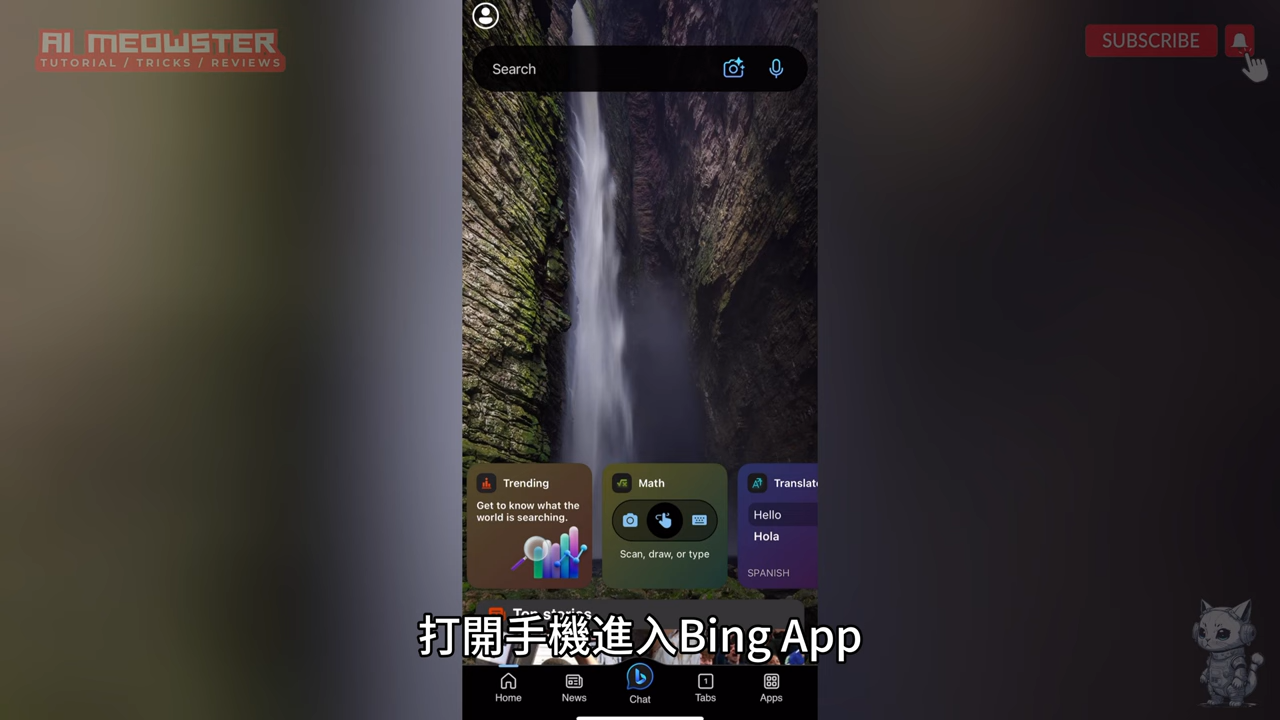 AI MEOWSTER
TUTORIAL / TRICKS / REVIEWS
SUBSCRIBE
Search
Trending
Get to know what the
world is searching.
Math
Scan, draw, or type
Translate
Hello
Hola
SPANISH
Top stories
打開手機進入Bing App
Home
News
Chat
1
Tabs
Apps